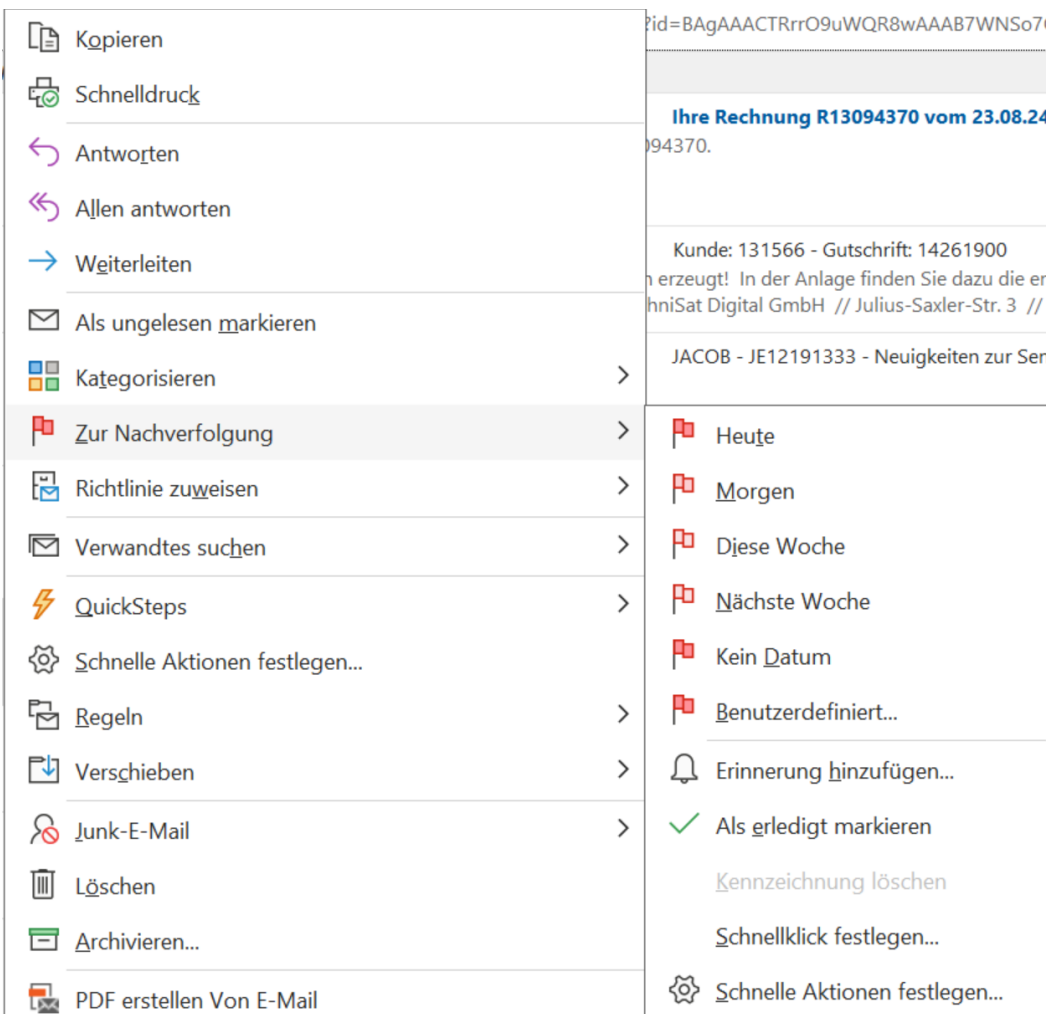 Kopieren
Schnelldruck
Antworten
Allen antworten
Weiterleiten
Als ungelesen markieren
Kategorisieren
Zur Nachverfolgung
Richtlinie zuweisen
Verwandtes suchen
QuickSteps
Schnelle Aktionen festlegen...
Regeln
Verschieben
Junk-E-Mail
Löschen
Archivieren...
PDF erstellen Von E-Mail
?id=BAgAAACTRrrO9uWQR8wAAAB7WNSo7
Ihre Rechnung R13094370 vom 23.08.24
094370.
Kunde: 131566 - Gutschrift: 14261900
erzeugt! In der Anlage finden Sie dazu die er
hniSat Digital GmbH // Julius-Saxler-Str. 3 //
JACOB - JE12191333 - Neuigkeiten zur Sen
Heute
Morgen
Diese Woche
Nächste Woche
Kein Datum
Benutzerdefiniert...
Erinnerung hinzufügen...
Als erledigt markieren
Kennzeichnung löschen
Schnellklick festlegen...
Schnelle Aktionen festlegen...